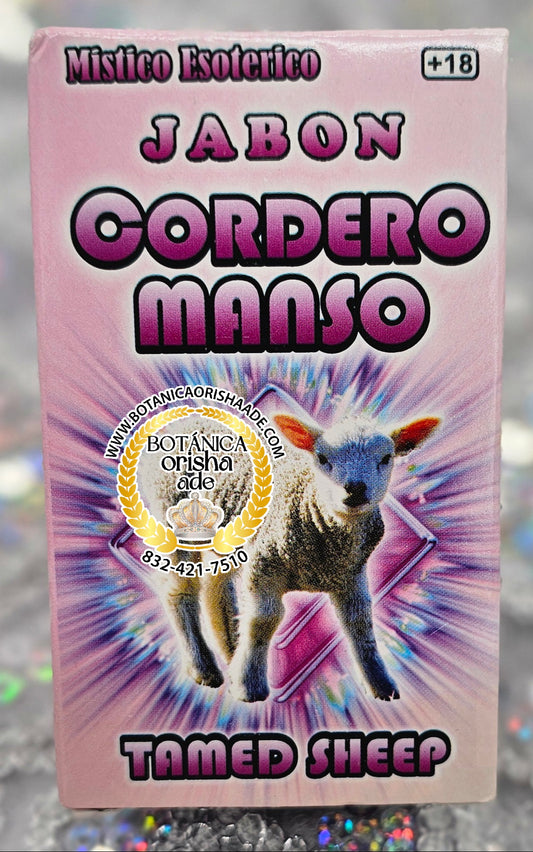 Mistico Esoterico
+18
JABON
CORDERO
MANSO
WWW.BOTANICAORISHAADE.COM
BOTÁNICA
orisha
ade
832-421-7510
TAMED SHEEP